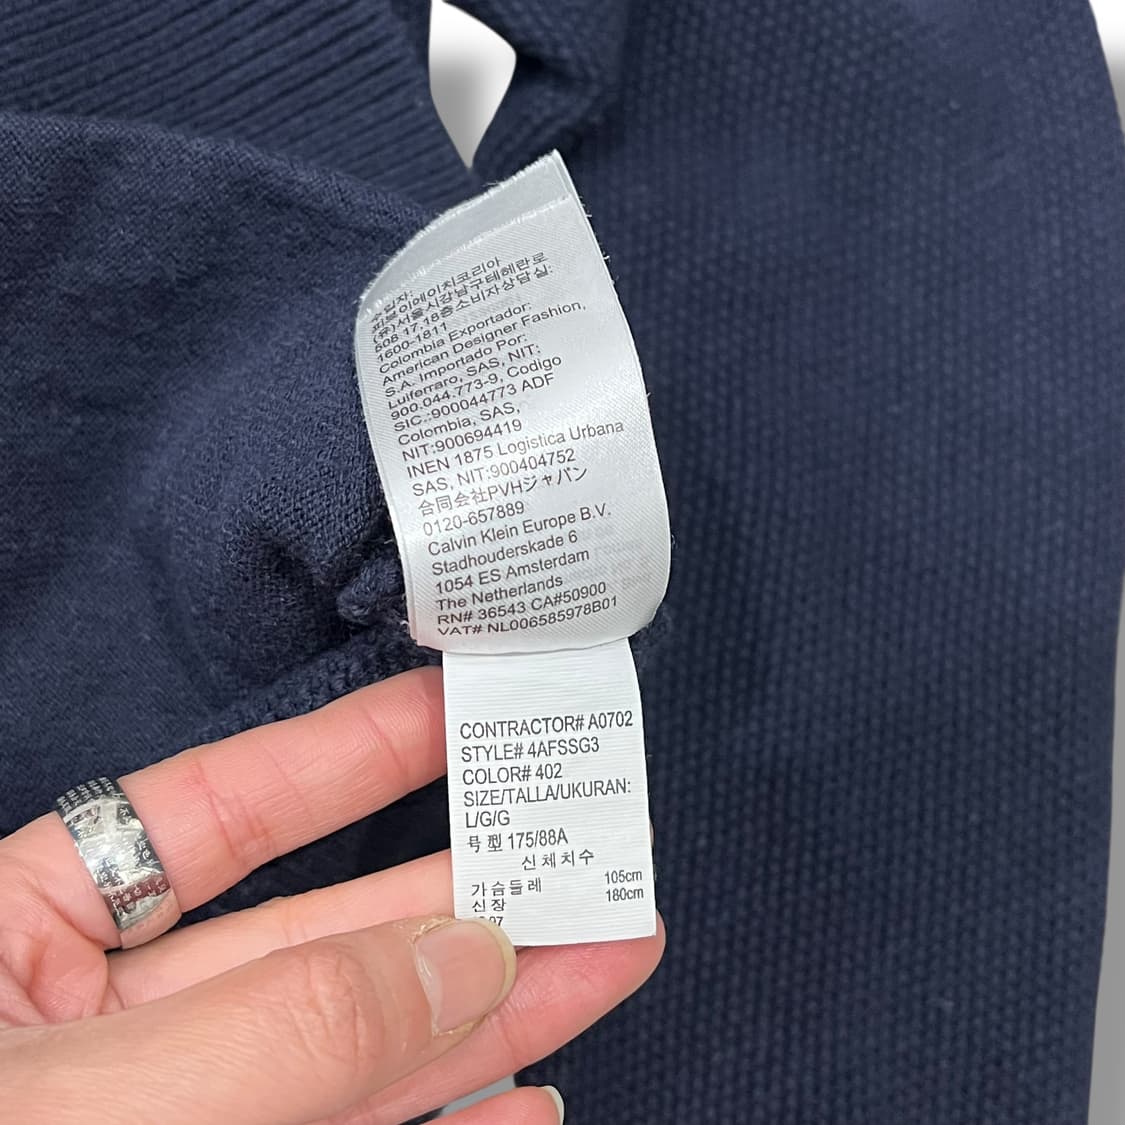 수입자: 
피브이에이치코리아
(유)서울시강남구테헤란로
508 17,18층소비자상담실:
1600-1811
Colombia Exportador:
American Designer Fashion,
S.A. Importado Por:
Luiferraro, SAS, NIT:
900.044.773-9, Codigo
SIC.:900044773 ADF
Colombia, SAS,
NIT:900694419
INEN 1875 Logistica Urbana
SAS, NIT:900404752
合同会社PVHジャパン
0120-657889
Calvin Klein Europe B.V.
Stadhouderskade 6
1054 ES Amsterdam
The Netherlands
RN# 36543 CA#50900
VAT# NL006585978B01
CONTRACTOR# A0702
STYLE# 4AFSSG3
COLOR# 402
SIZE/TALLA/UKURAN:
L/G/G
号型 175/88A
신체치수
가슴둘레 105cm
신장 180cm